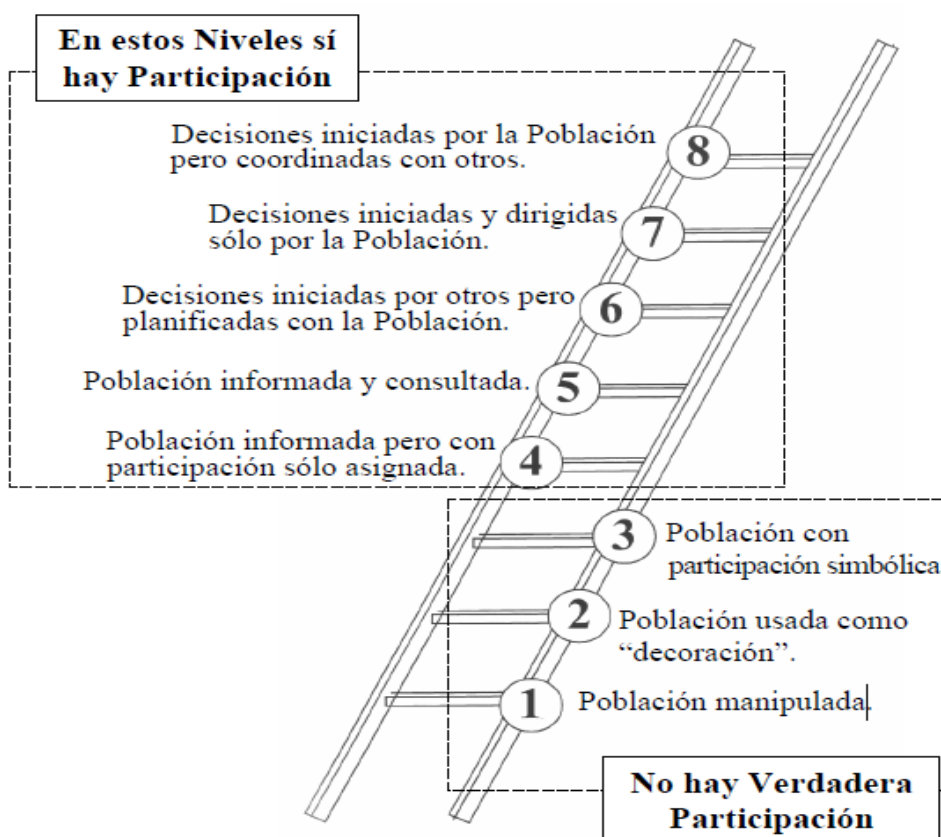 En estos Niveles sí
hay Participación
Decisiones iniciadas por la Población
pero coordinadas con otros.
8
Decisiones iniciadas y dirigidas
sólo por la Población.
7
Decisiones iniciadas por otros pero
planificadas con la Población.
6
Población informada y consultada.
5
Población informada pero con
participación sólo asignada.
4
3
Población con
participación simbólica
2
Población usada como
“decoración”.
1
Población manipulada.
No hay Verdadera
Participación